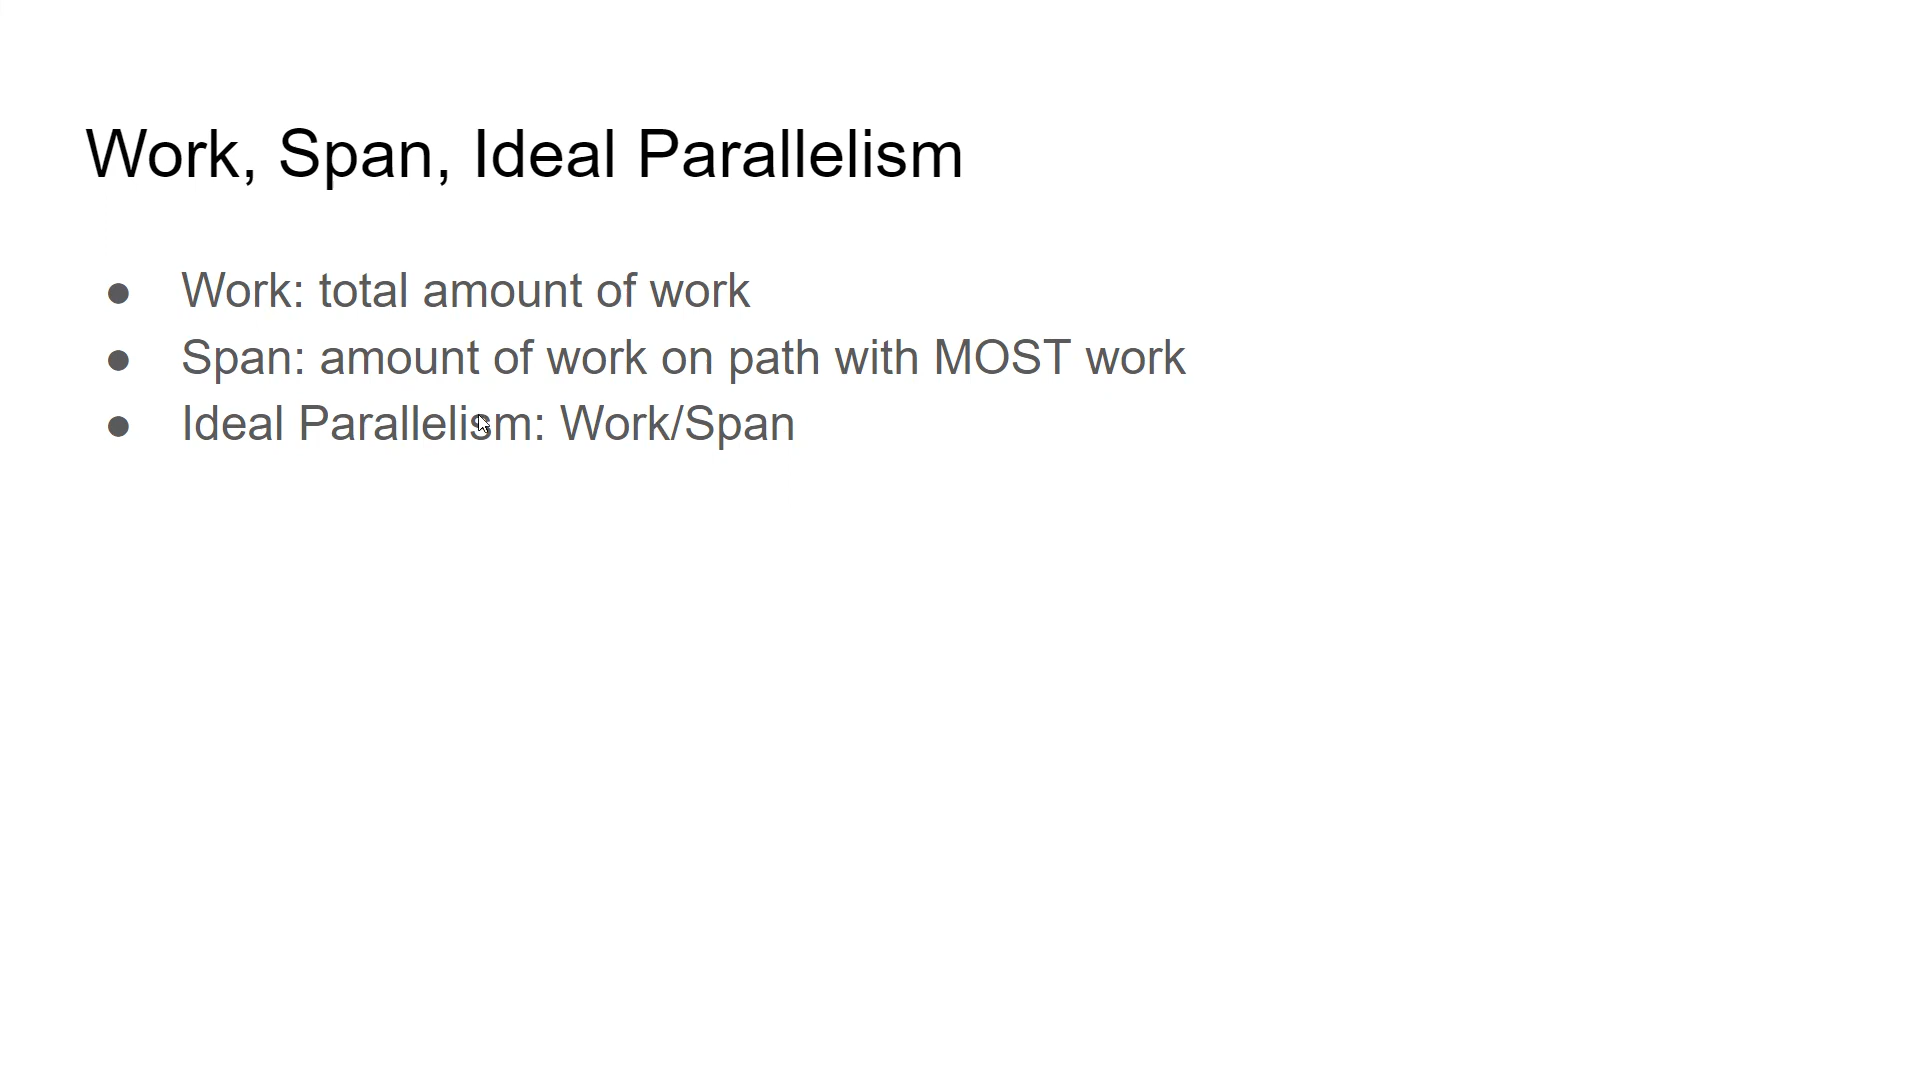 Work, Span, Ideal Parallelism
● Work: total amount of work
● Span: amount of work on path with MOST work
● Ideal Parallelism: Work/Span